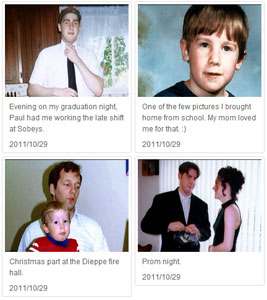 Evening on my graduation night,
Paul had me working the late shift
at Sobeys.
2011/10/29
One of the few pictures I brought
home from school. My mom loved
me for that. :)
2011/10/29
Christmas part at the Dieppe fire
hall.
2011/10/29
Prom night.
2011/10/29